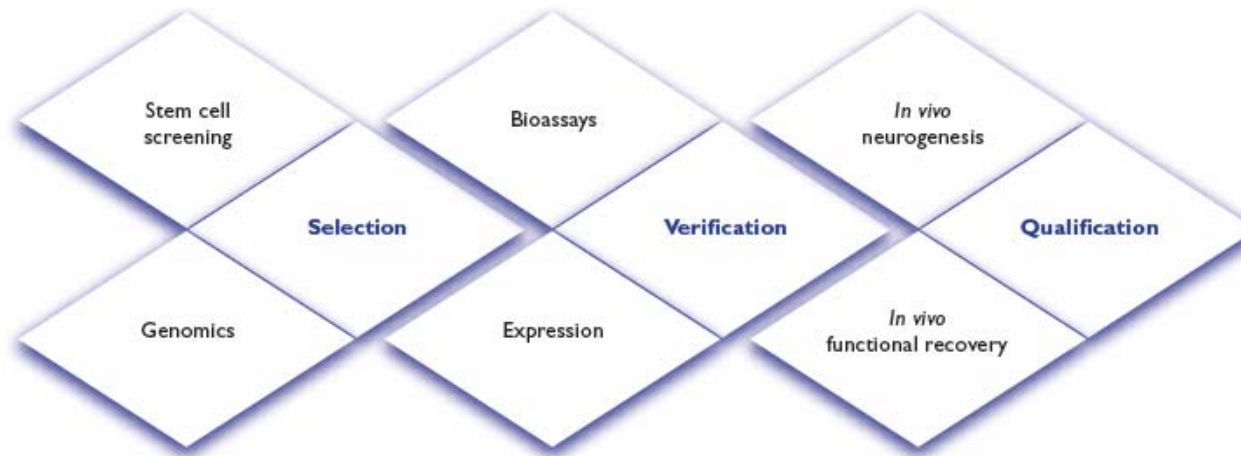 Stem cell
screening
Genomics
Selection
Bioassays
Expression
Verification
In vivo
neurogenesis
In vivo
functional recovery
Qualification